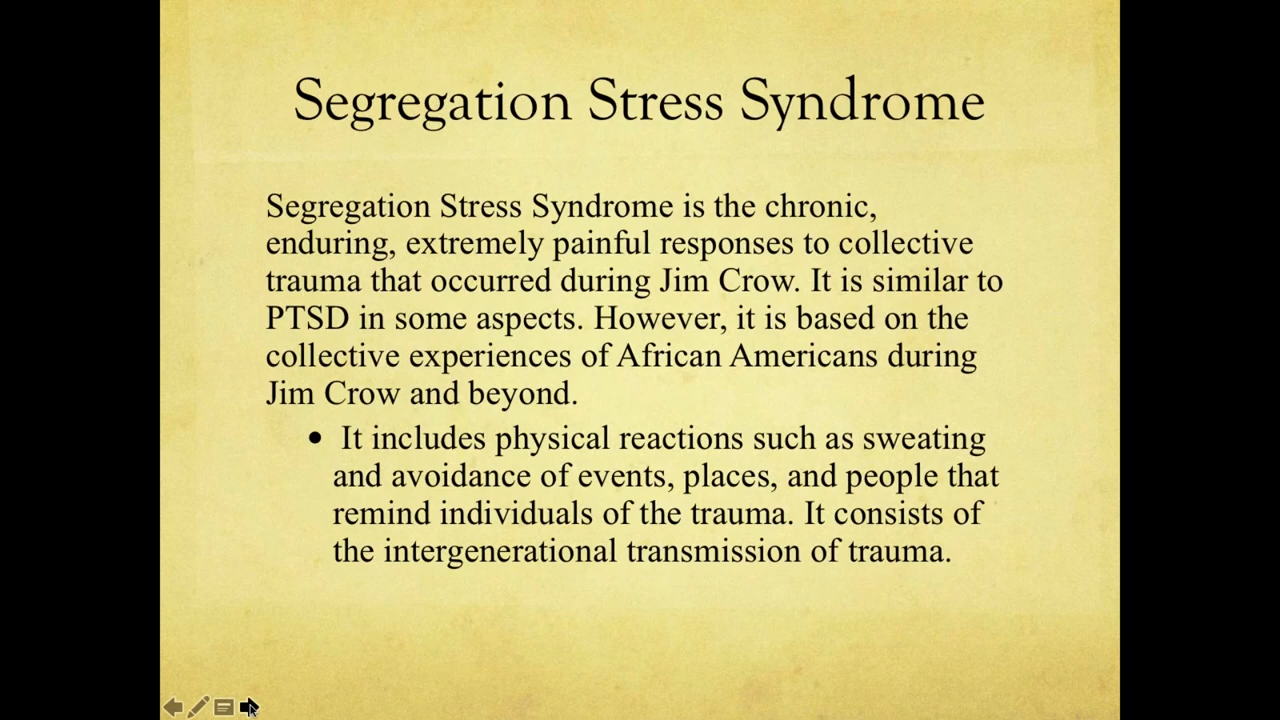 Segregation Stress Syndrome
Segregation Stress Syndrome is the chronic,
enduring, extremely painful responses to collective
trauma that occurred during Jim Crow. It is similar to
PTSD in some aspects. However, it is based on the
collective experiences of African Americans during
Jim Crow and beyond.
• It includes physical reactions such as sweating
and avoidance of events, places, and people that
remind individuals of the trauma. It consists of
the intergenerational transmission of trauma.